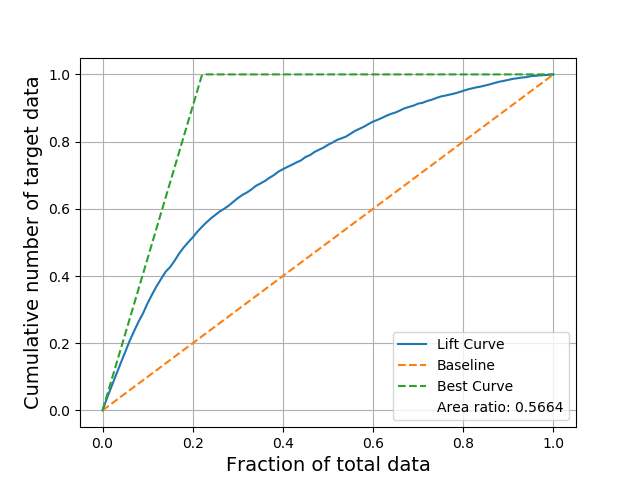 1.0
0.8
0.6
0.4
0.2
0.0
Cumulative number of target data
0.0 0.2 0.4 0.6 0.8 1.0
Fraction of total data
Lift Curve
Baseline
Best Curve
Area ratio: 0.5664